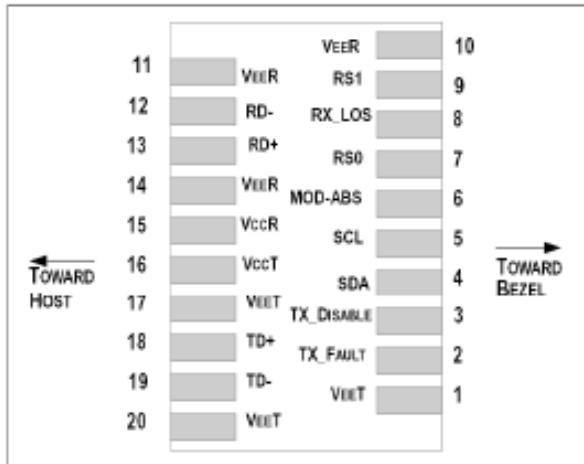 VEER 10
11 VEER
RS1 9
12 RD-
RX_LOS 8
13 RD+
RS0 7
14 VEER
MOD-ABS 6
15 VCCR
SCL 5
16 VCCT
SDA 4
TOWARD
HOST
TOWARD
BEZEL
17 VEET
TX_DISABLE 3
18 TD+
TX_FAULT 2
19 TD-
VEET 1
20 VEET